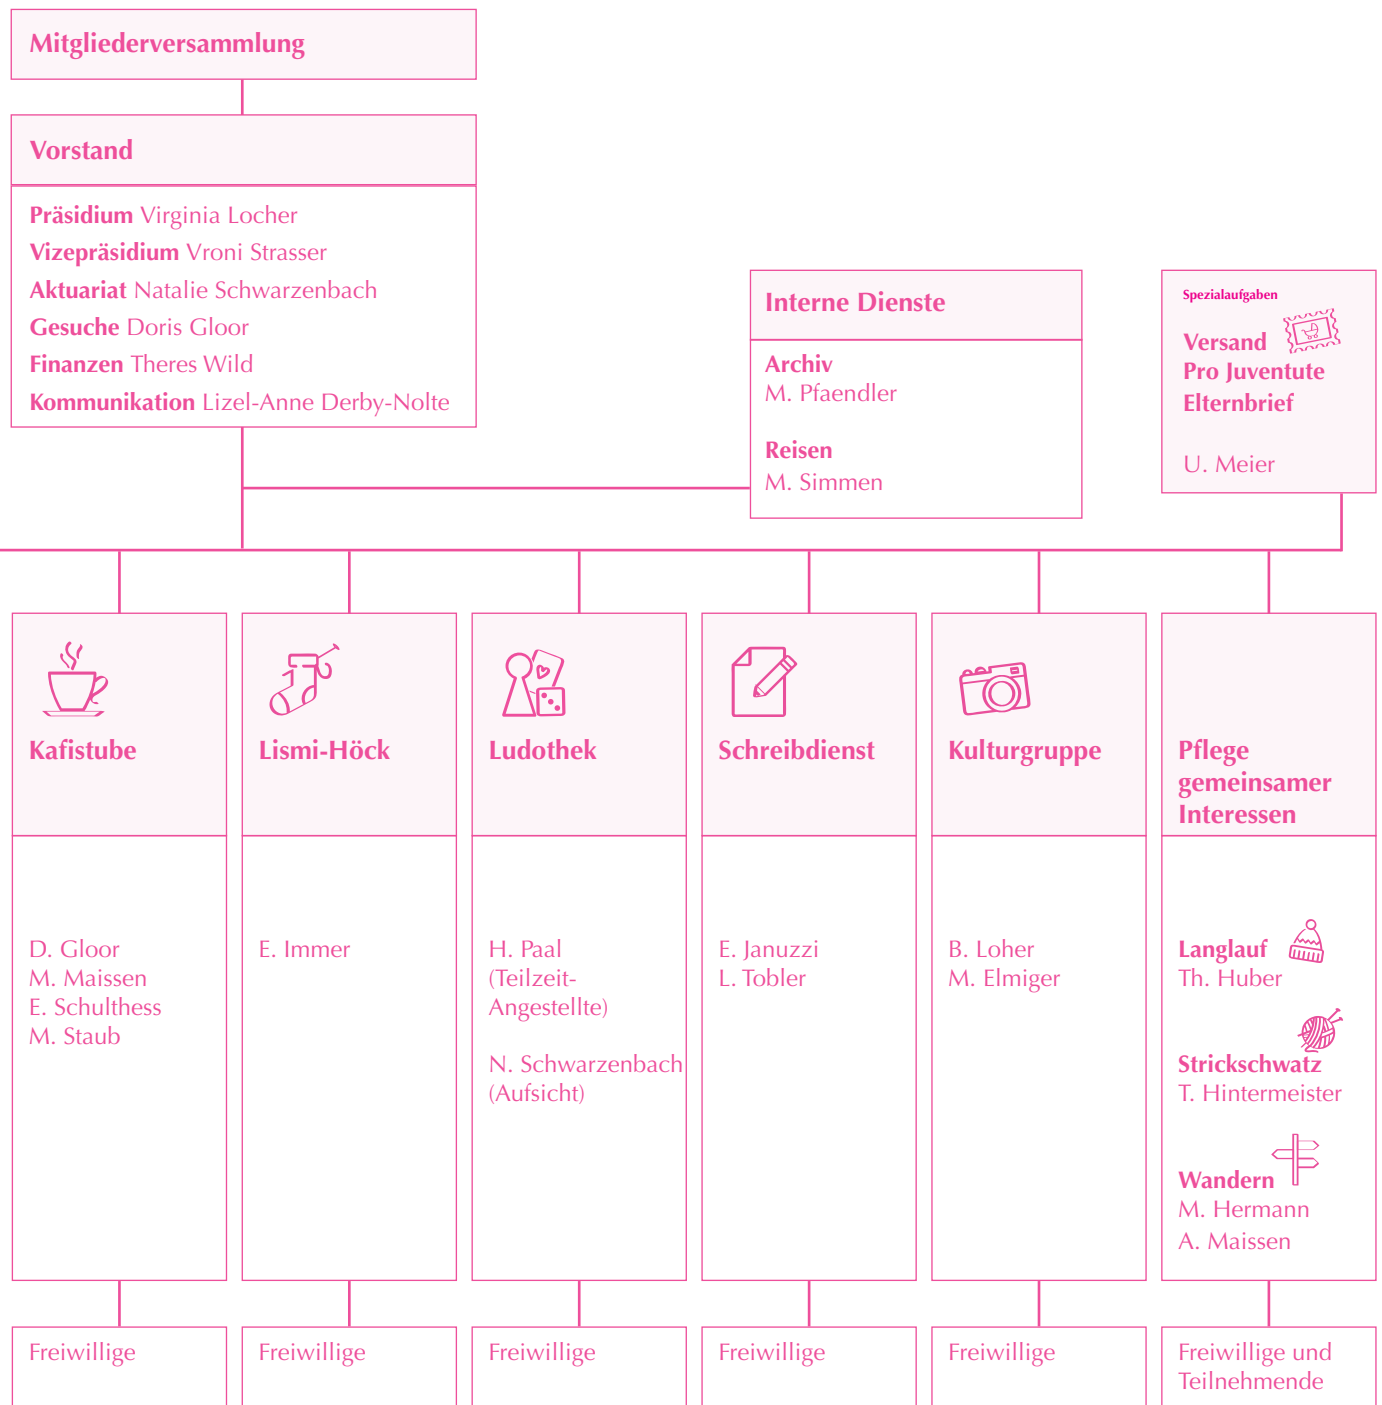 Mitgliederversammlung
Vorstand
Präsidium Virginia Locher
Vizepräsidium Vroni Strasser
Aktuariat Natalie Schwarzenbach
Gesuche Doris Gloor
Finanzen Theres Wild
Kommunikation Lizel-Anne Derby-Nolte
Interne Dienste
Archiv
M. Pfaendler
Reisen
M. Simmen
Spezialaufgaben
Versand
Pro Juventute
Elternbrief
U. Meier
Kafistube
D. Gloor
M. Maissen
E. Schulthess
M. Staub
Freiwillige
Lismi-Höck
E. Immer
Freiwillige
Ludothek
H. Paal
(Teilzeit-
Angestellte)
N. Schwarzenbach
(Aufsicht)
Freiwillige
Schreibdienst
E. Januzzi
L. Tobler
Freiwillige
Kulturgruppe
B. Loher
M. Elmiger
Freiwillige
Pflege
gemeinsamer
Interessen
Langlauf
Th. Huber
Strickschwatz
T. Hintermeister
Wandern
M. Hermann
A. Maissen
Freiwillige und
Teilnehmende